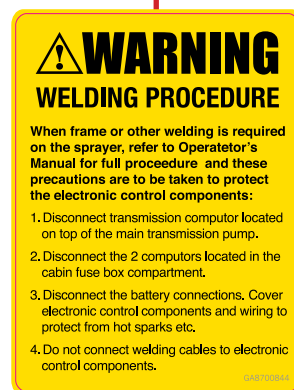 WARNING
WELDING PROCEDURE
When frame or other welding is required
on the sprayer, refer to Operatetor's
Manual for full proceedure and these
precautions are to be taken to protect
the electronic control components:
1. Disconnect transmission computor located
on top of the main transmission pump.
2. Disconnect the 2 computors located in the
cabin fuse box compartment.
3. Disconnect the battery connections. Cover
electronic control components and wiring to
protect from hot sparks etc.
4. Do not connect welding cables to electronic
control components.
GA8700844